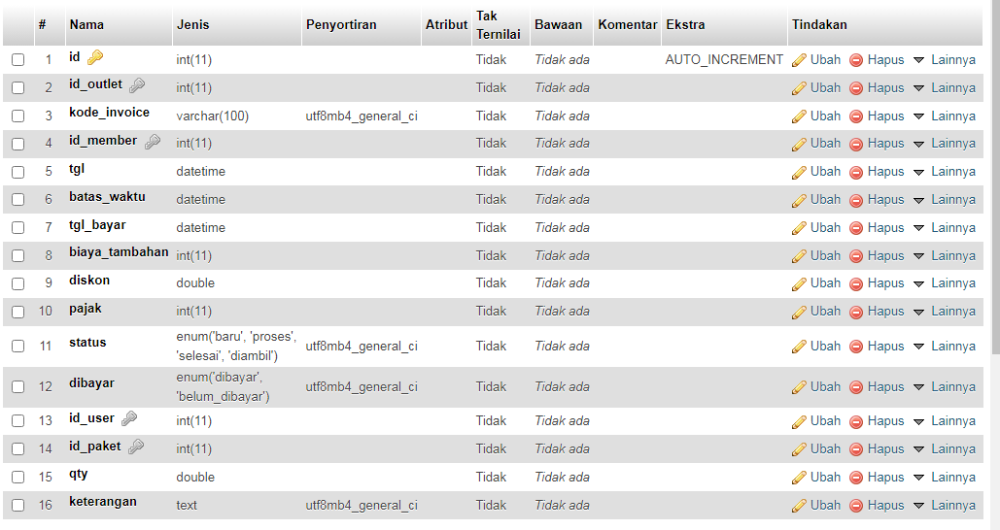 # Nama Jenis Penyortiran Atribut Tak Ternilai Bawaan Komentar Ekstra Tindakan
1 id int(11) Tidak Tidak ada AUTO_INCREMENT Ubah Hapus Lainnya
2 id_outlet int(11) Tidak Tidak ada Ubah Hapus Lainnya
3 kode_invoice varchar(100) utf8mb4_general_ci Tidak Tidak ada Ubah Hapus Lainnya
4 id_member int(11) Tidak Tidak ada Ubah Hapus Lainnya
5 tgl datetime Tidak Tidak ada Ubah Hapus Lainnya
6 batas_waktu datetime Tidak Tidak ada Ubah Hapus Lainnya
7 tgl_bayar datetime Tidak Tidak ada Ubah Hapus Lainnya
8 biaya_tambahan int(11) Tidak Tidak ada Ubah Hapus Lainnya
9 diskon double Tidak Tidak ada Ubah Hapus Lainnya
10 pajak int(11) Tidak Tidak ada Ubah Hapus Lainnya
11 status enum('baru', 'proses', 'selesai', 'diambil') utf8mb4_general_ci Tidak Tidak ada Ubah Hapus Lainnya
12 dibayar enum('dibayar', 'belum_dibayar') utf8mb4_general_ci Tidak Tidak ada Ubah Hapus Lainnya
13 id_user int(11) Tidak Tidak ada Ubah Hapus Lainnya
14 id_paket int(11) Tidak Tidak ada Ubah Hapus Lainnya
15 qty double Tidak Tidak ada Ubah Hapus Lainnya
16 keterangan text utf8mb4_general_ci Tidak Tidak ada Ubah Hapus Lainnya